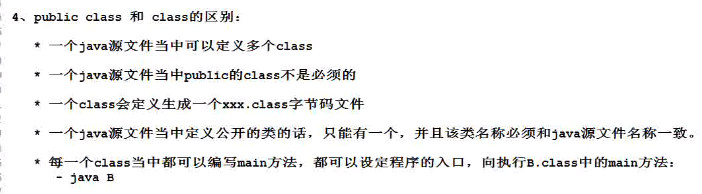 4、public class 和 class的区别：
* 一个java源文件当中可以定义多个class
* 一个java源文件当中public的class不是必须的
* 一个class会定义生成一个xxx.class字节码文件
* 一个java源文件当中定义公开的类的话，只能有一个，并且该类名称必须和java源文件名称一致。
* 每一个class当中都可以编写main方法，都可以设定程序的入口，向执行B.class中的main方法：
- java B